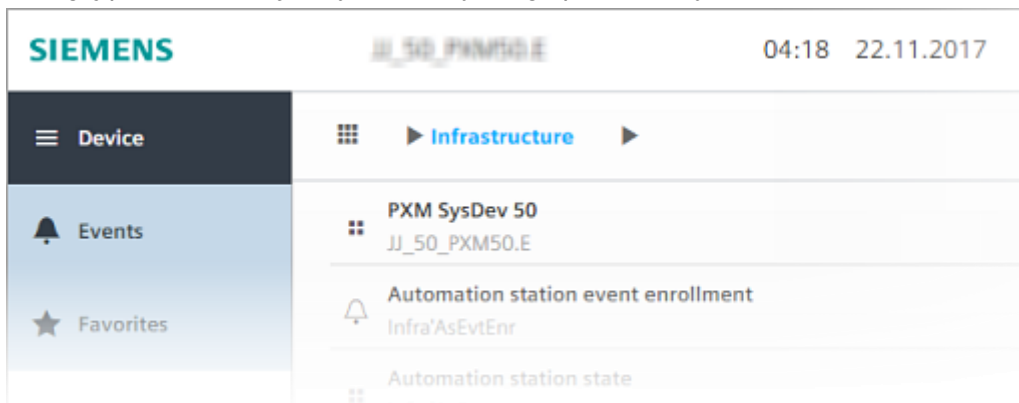 SIEMENS JJ_50_PXM50.E 04:18 22.11.2017
Device
Infrastructure
Events
PXM SysDev 50
JJ_50_PXM50.E
Automation station event enrollment
Infra'AsEvtEnr
Favorites
Automation station state